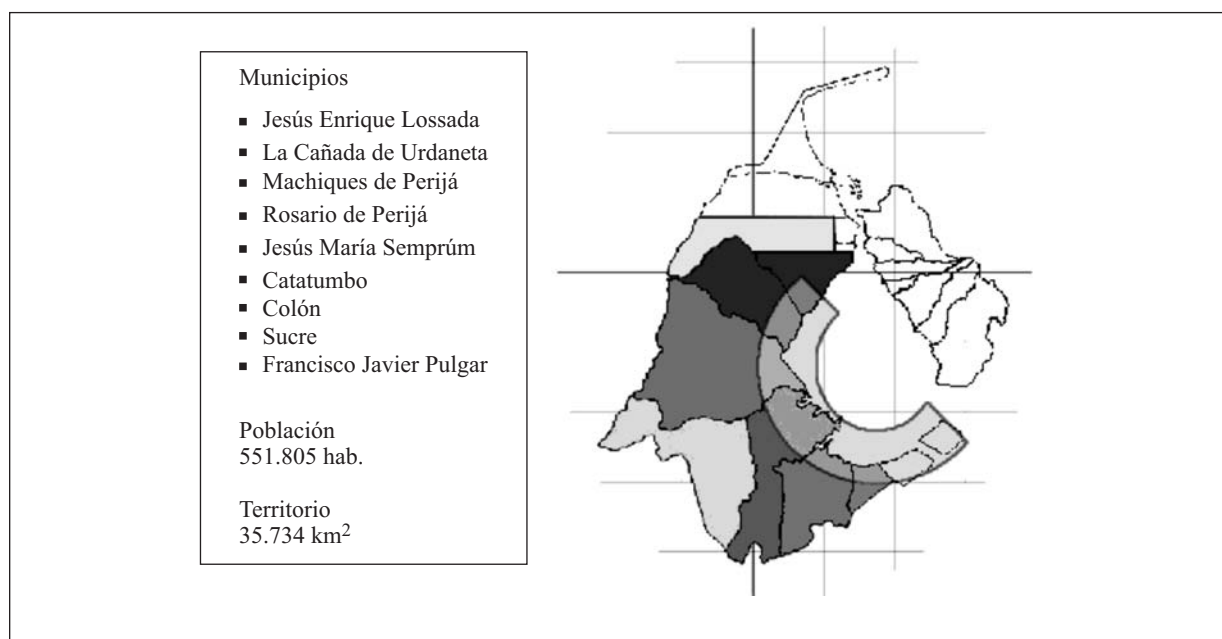 Municipios
▪ Jesús Enrique Lossada
▪ La Cañada de Urdaneta
▪ Machiques de Perijá
▪ Rosario de Perijá
▪ Jesús María Semprúm
▪ Catatumbo
▪ Colón
▪ Sucre
▪ Francisco Javier Pulgar
Población
551.805 hab.
Territorio
35.734 km²